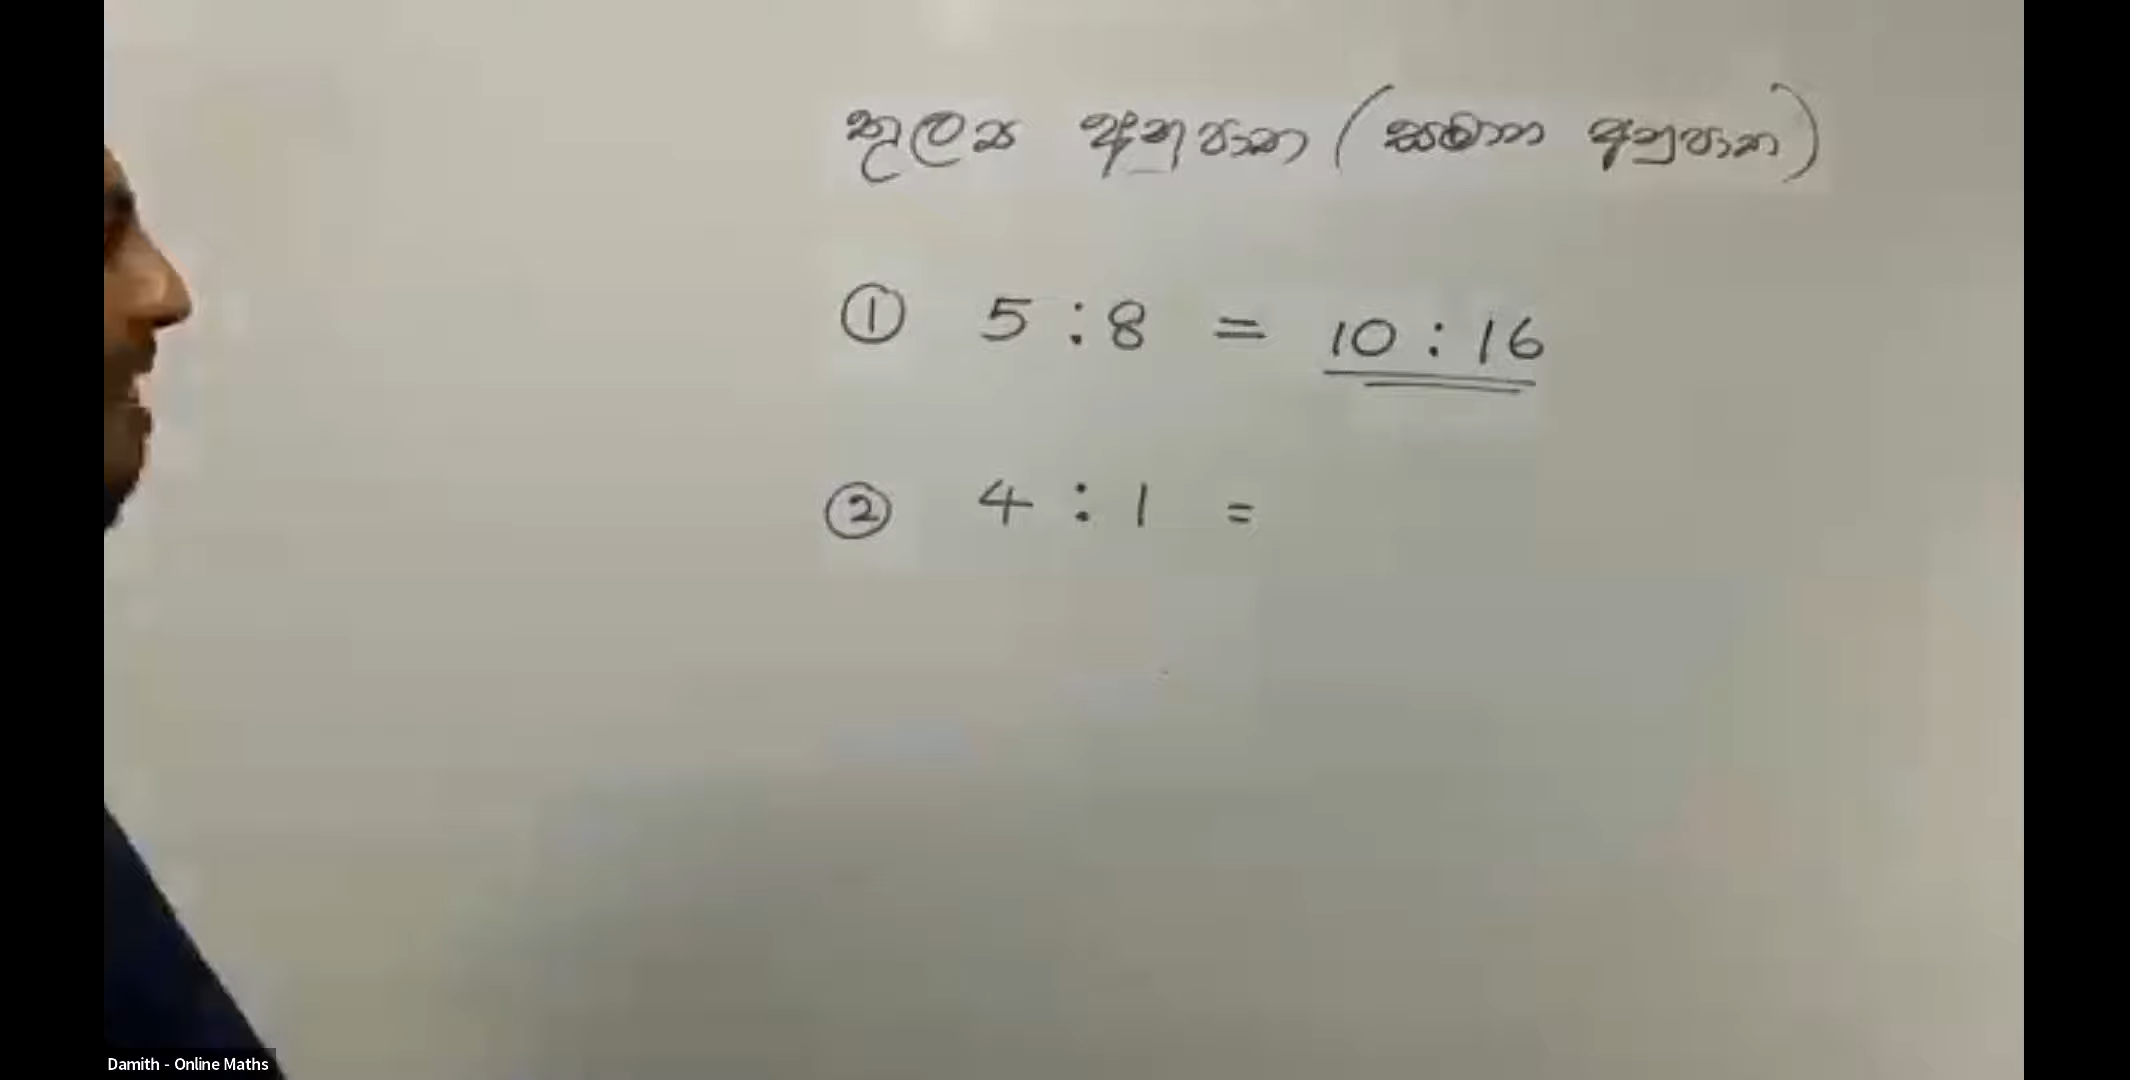 තුල්‍ය අනුපාත (සමාන අනුපාත)
① 5 : 8 = 10 : 16
② 4 : 1 =
Damith - Online Maths